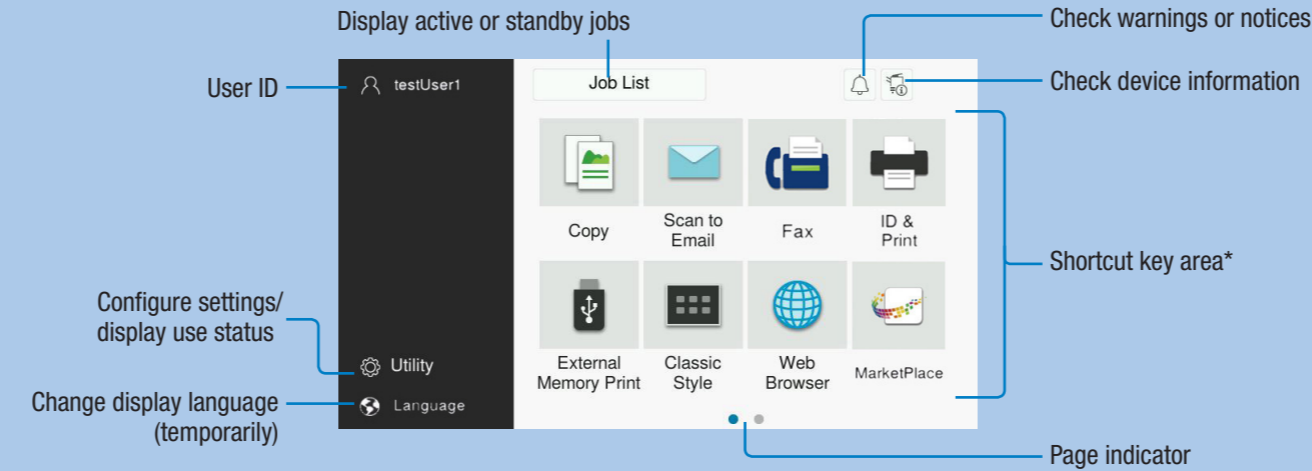 Display active or standby jobs
Check warnings or notices
User ID
testUser1
Job List
Check device information
Copy
Scan to
Email
Fax
ID &
Print
Shortcut key area*
Configure settings/
display use status
Utility
External
Memory Print
Classic
Style
Web
Browser
MarketPlace
Change display language
(temporarily)
Language
Page indicator